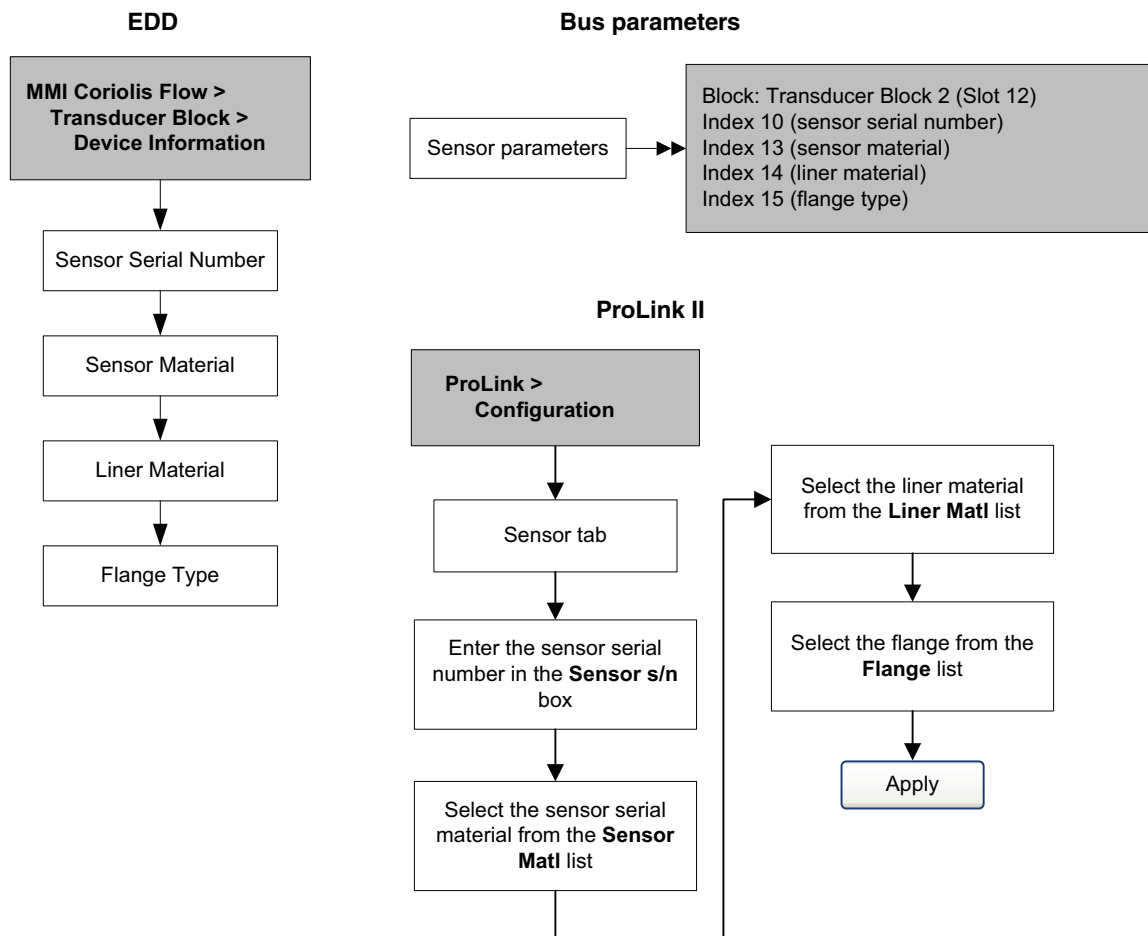 EDD
MMI Coriolis Flow >
Transducer Block >
Device Information
Sensor Serial Number
Sensor Material
Liner Material
Flange Type
Bus parameters
Sensor parameters
Block: Transducer Block 2 (Slot 12)
Index 10 (sensor serial number)
Index 13 (sensor material)
Index 14 (liner material)
Index 15 (flange type)
ProLink II
ProLink >
Configuration
Sensor tab
Enter the sensor serial
number in the Sensor s/n
box
Select the sensor serial
material from the Sensor
Matl list
Select the liner material
from the Liner Matl list
Select the flange from the
Flange list
Apply